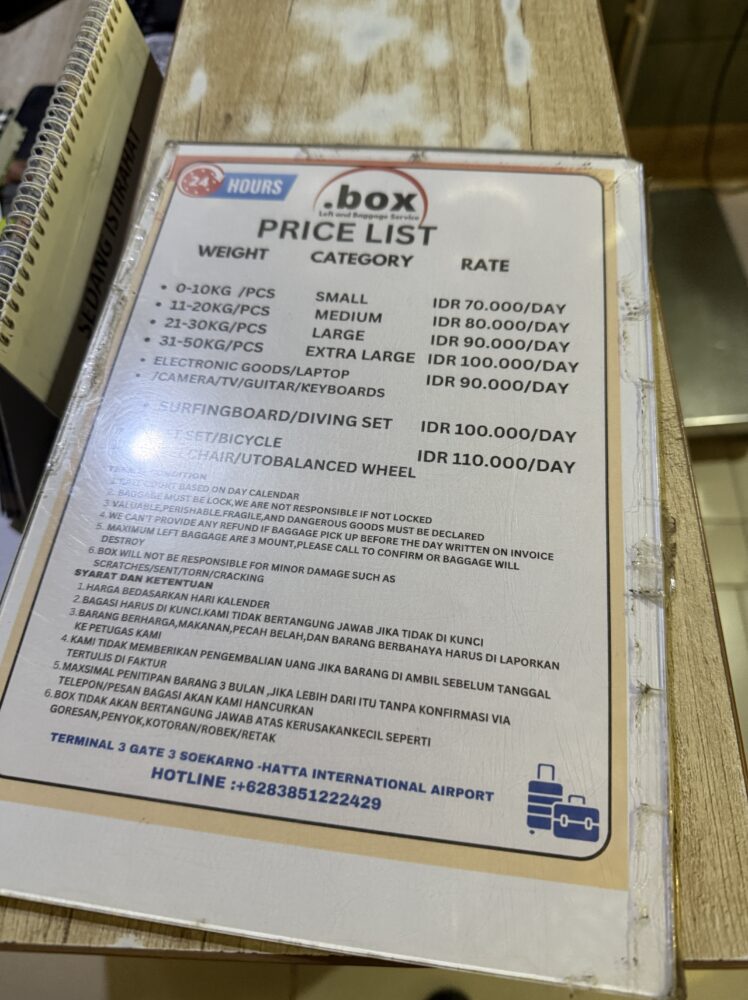 SEDANG ISTIRAHAT
24 HOURS
.box
Left and Baggage Service
PRICE LIST
WEIGHT CATEGORY RATE
• 0-10KG /PCS SMALL IDR 70.000/DAY
• 11-20KG/PCS MEDIUM IDR 80.000/DAY
• 21-30KG/PCS LARGE IDR 90.000/DAY
• 31-50KG/PCS EXTRA LARGE IDR 100.000/DAY
• ELECTRONIC GOODS/LAPTOP IDR 90.000/DAY
• /CAMERA/TV/GUITAR/KEYBOARDS
• SURFINGBOARD/DIVING SET IDR 100.000/DAY
SET/BICYCLE IDR 110.000/DAY
/UTOBALANCED WHEEL
BASED ON DAY CALENDAR
2. BAGGAGE MUST BE LOCK,WE ARE NOT RESPONSIBLE IF NOT LOCKED
3 VALUABLE,PERISHABLE.FRAGILE,AND DANGEROUS GOODS MUST BE DECLARED
4. WE CAN'T PROVIDE ANY REFUND IF BAGGAGE PICK UP BEFORE THE DAY WRITTEN ON INVOICE
5. MAXIMUM LEFT BAGGAGE ARE 3 MOUNT,PLEASE CALL TO CONFIRM OR BAGGAGE WILL
DESTROY
6.BOX WILL NOT BE RESPONSIBLE FOR MINOR DAMAGE SUCH AS
SCRATCHES/SENT/TORN/CRACKING
SYARAT DAN KETENTUAN
1. HARGA BEDASARKAN HARI KALENDER
2.BAGASI HARUS DI KUNCI.KAMI TIDAK BERTANGUNG JAWAB JIKA TIDAK DI KUNCI
3.BARANG BERHARGA,MAKANAN,PECAH BELAH,DAN BARANG BERBAHAYA HARUS DI LAPORKAN
KE PETUGAS KAMI
4.KAMI TIDAK MEMBERIKAN PENGEMBALIAN UANG JIKA BARANG DI AMBIL SEBELUM TANGGAL
TERTULIS DI FAKTUR
5.MAXSIMAL PENITIPAN BARANG 3 BULAN ,JIKA LEBIH DARI ITU TANPA KONFIRMASI VIA
TELEPON/PESAN BAGASI AKAN KAMI HANCURKAN
6.BOX TIDAK AKAN BERTANGUNG JAWAB ATAS KERUSAKANKECIL SEPERTI
GORESAN,PENYOK,KOTORAN/ROBEK/RETAK
TERMINAL 3 GATE 3 SOEKARNO -HATTA INTERNATIONAL AIRPORT
HOTLINE :+6283851222429